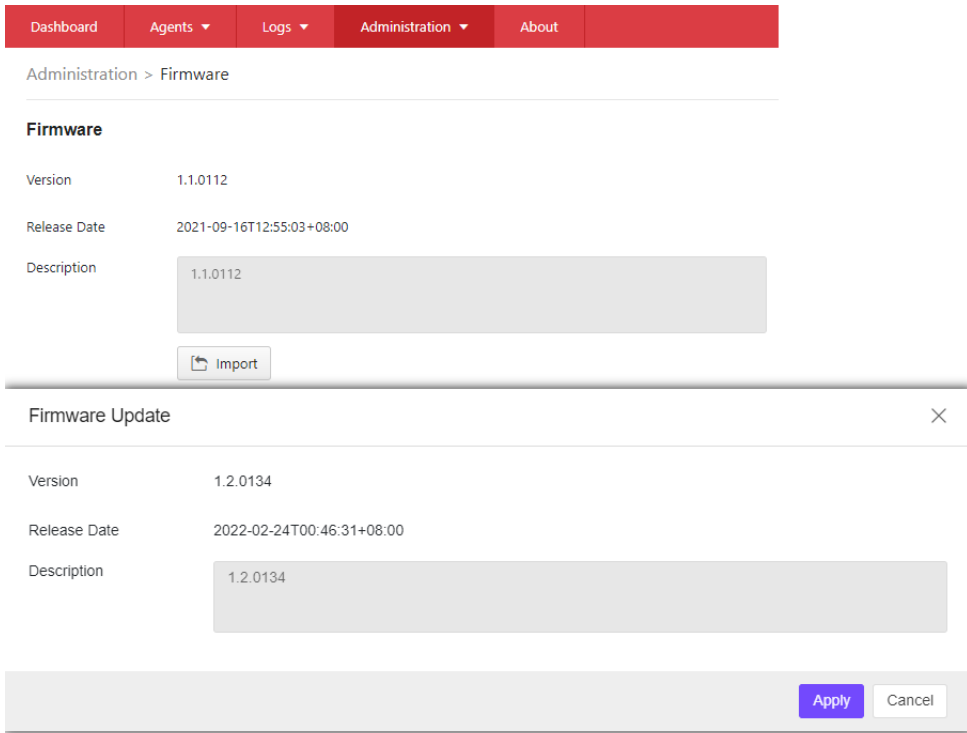 Dashboard Agents Logs Administration About
Administration > Firmware
Firmware
Version 1.1.0112
Release Date 2021-09-16T12:55:03+08:00
Description 1.1.0112
Import
Firmware Update
Version 1.2.0134
Release Date 2022-02-24T00:46:31+08:00
Description 1.2.0134
Apply Cancel